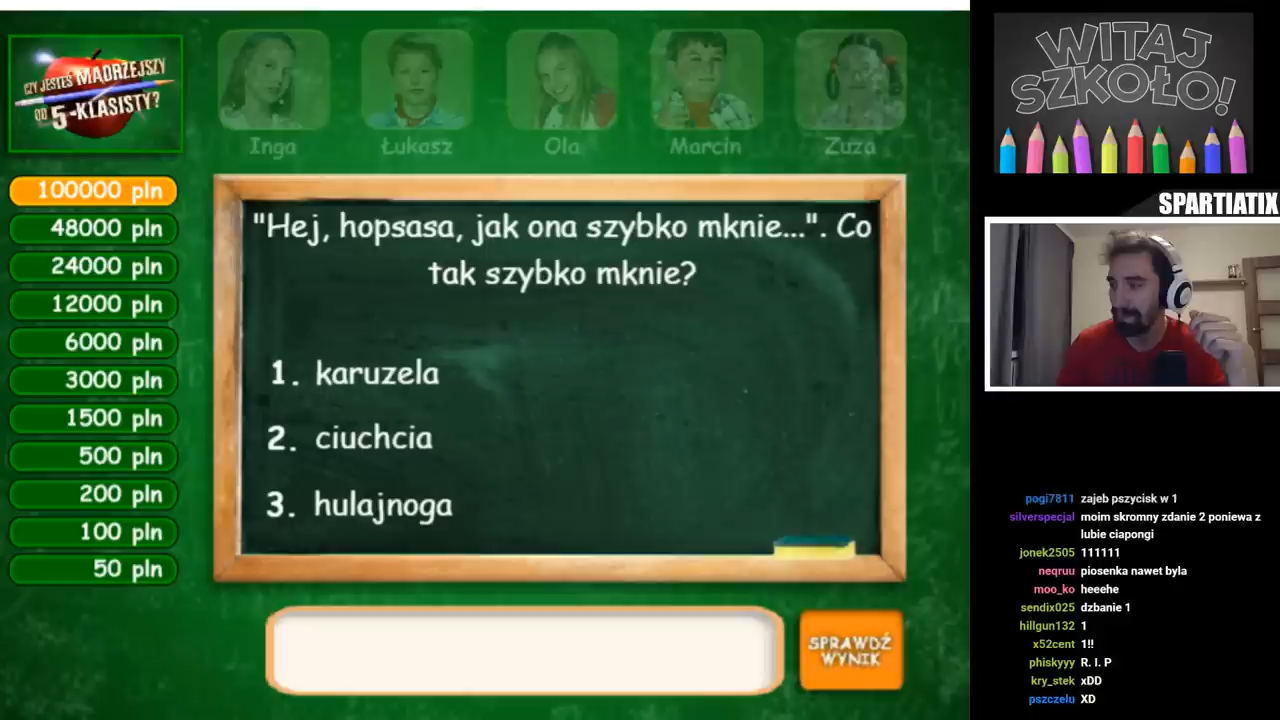 CZY JESTEŚ MĄDRZEJSZY
OD 5-KLASISTY?
Inga
Łukasz
Ola
Marcin
Zuza
100000 pln
48000 pln
24000 pln
12000 pln
6000 pln
3000 pln
1500 pln
500 pln
200 pln
100 pln
50 pln
"Hej, hopsasa, jak ona szybko mknie...". Co
tak szybko mknie?
1. karuzela
2. ciuchcia
3. hulajnoga
SPRAWDŹ
WYNIK
WITAJ
SZKOŁO!
SPARTIATIX
pogi7811 zajeb pszycisk w 1
silverspecjal moim skromny zdanie 2 poniewa z
lubie ciapongi
jonek2505 111111
neqruu piosenka nawet byla
moo_ko heeehe
sendix025 dzbanie 1
hillgun132 1
x52cent 1!!
phiskyyy R. I. P
kry_stek xDD
pszczelu XD